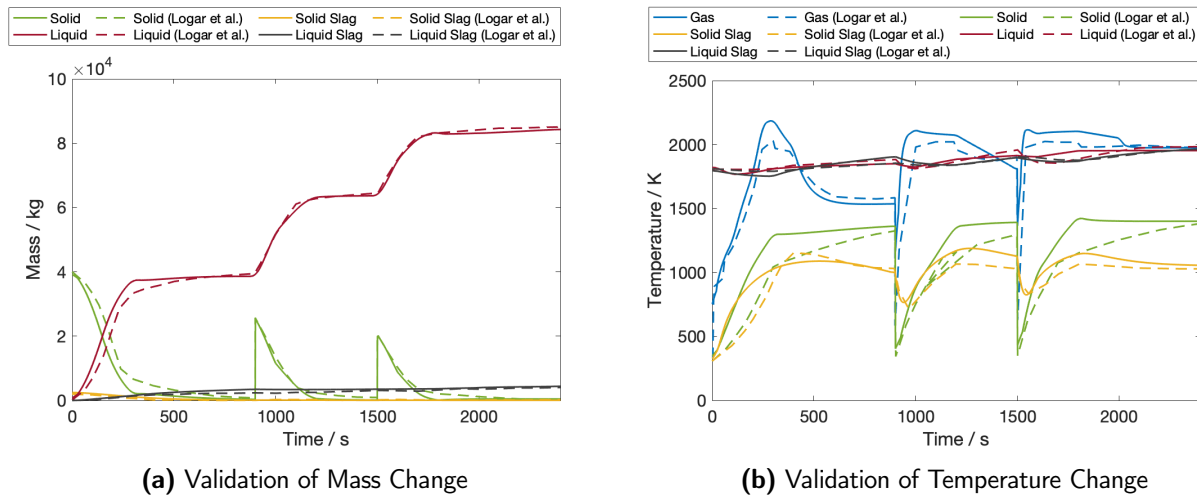 Solid Solid (Logar et al.) Solid Slag Solid Slag (Logar et al.)
Liquid Liquid (Logar et al.) Liquid Slag Liquid Slag (Logar et al.)
×10⁴
10
8
6
4
2
0
Mass / kg
0 500 1000 1500 2000
Time / s
(a) Validation of Mass Change
Gas Gas (Logar et al.) Solid Solid (Logar et al.)
Solid Slag Solid Slag (Logar et al.) Liquid Liquid (Logar et al.)
Liquid Slag Liquid Slag (Logar et al.)
2500
2000
1500
1000
500
0
Temperature / K
0 500 1000 1500 2000
Time / s
(b) Validation of Temperature Change